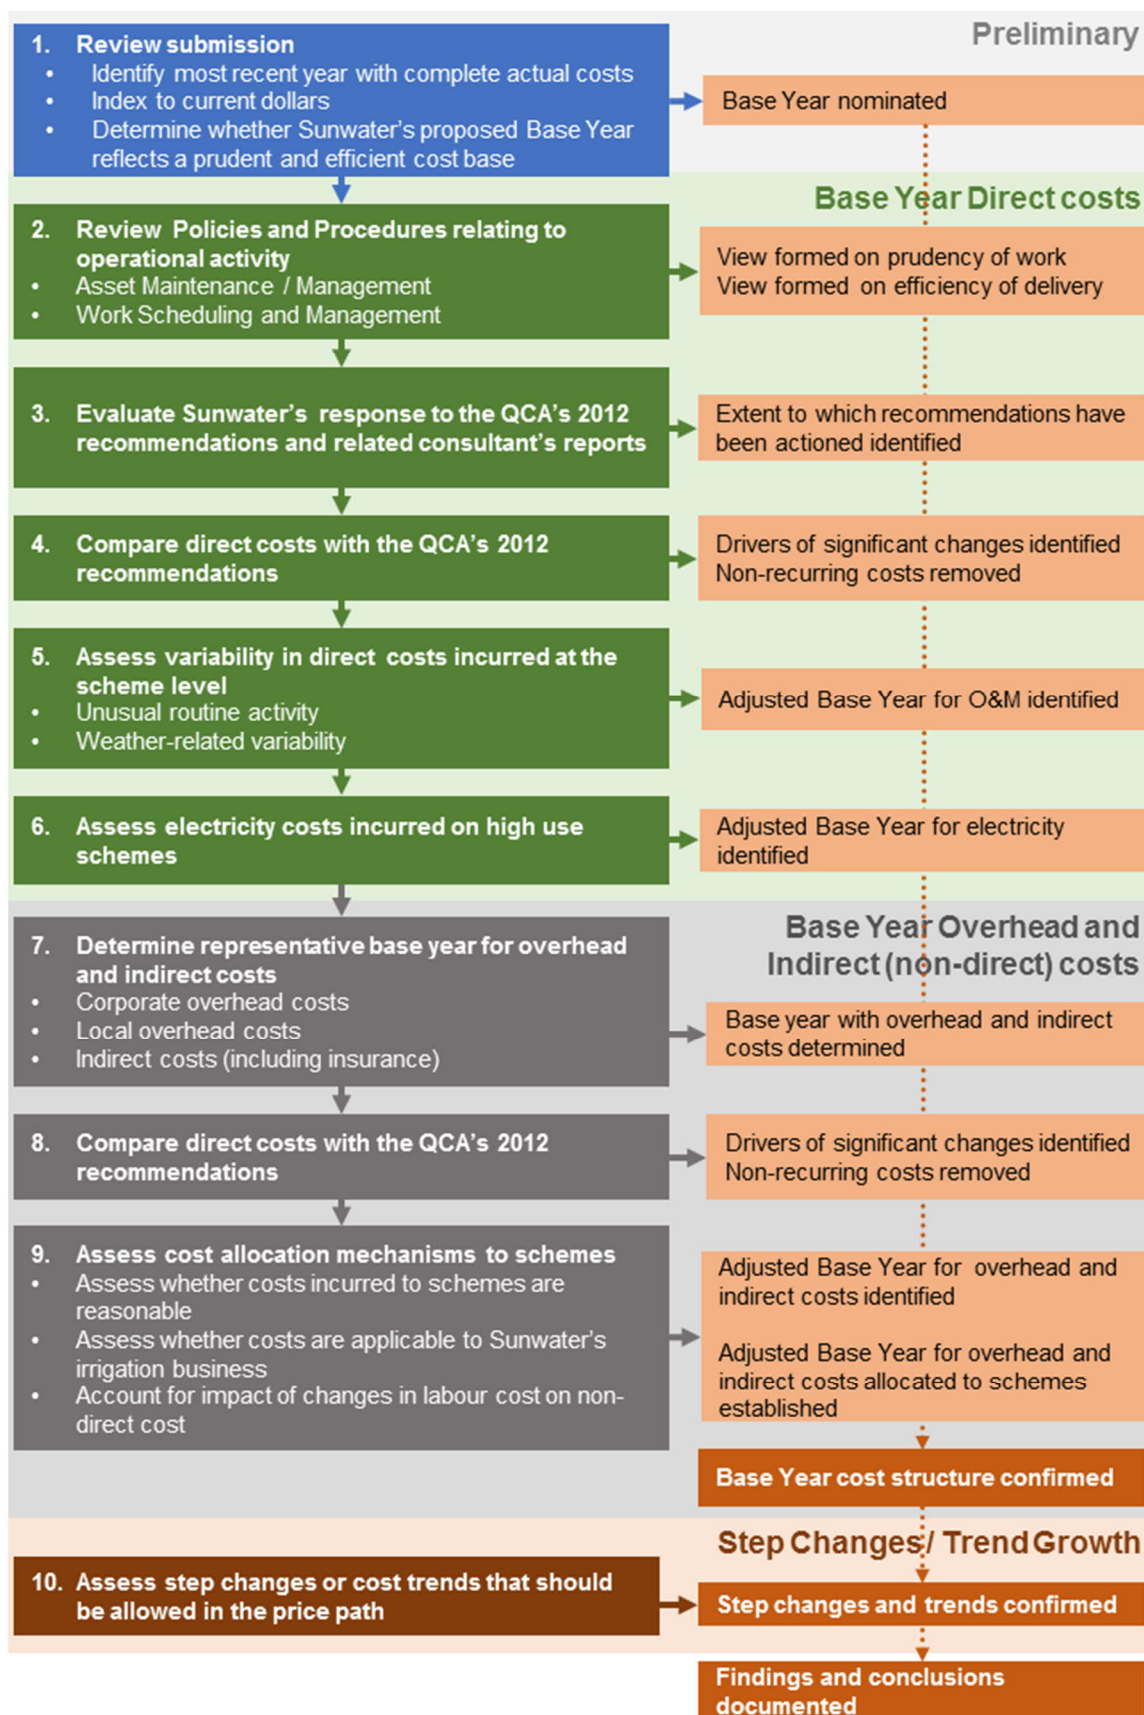 Preliminary
1. Review submission
• Identify most recent year with complete actual costs
• Index to current dollars
• Determine whether Sunwater's proposed Base Year
reflects a prudent and efficient cost base
Base Year nominated
Base Year Direct costs
2. Review Policies and Procedures relating to
operational activity
• Asset Maintenance / Management
• Work Scheduling and Management
View formed on prudency of work
View formed on efficiency of delivery
3. Evaluate Sunwater's response to the QCA's 2012
recommendations and related consultant's reports
Extent to which recommendations have
been actioned identified
4. Compare direct costs with the QCA's 2012
recommendations
Drivers of significant changes identified
Non-recurring costs removed
5. Assess variability in direct costs incurred at the
scheme level
• Unusual routine activity
• Weather-related variability
Adjusted Base Year for O&M identified
6. Assess electricity costs incurred on high use
schemes
Adjusted Base Year for electricity
identified
Base Year Overhead and
Indirect (non-direct) costs
7. Determine representative base year for overhead
and indirect costs
• Corporate overhead costs
• Local overhead costs
• Indirect costs (including insurance)
Base year with overhead and indirect
costs determined
8. Compare direct costs with the QCA's 2012
recommendations
Drivers of significant changes identified
Non-recurring costs removed
9. Assess cost allocation mechanisms to schemes
• Assess whether costs incurred to schemes are
reasonable
• Assess whether costs are applicable to Sunwater's
irrigation business
• Account for impact of changes in labour cost on non-
direct cost
Adjusted Base Year for overhead and
indirect costs identified
Adjusted Base Year for overhead and
indirect costs allocated to schemes
established
Base Year cost structure confirmed
Step Changes / Trend Growth
10. Assess step changes or cost trends that should
be allowed in the price path
Step changes and trends confirmed
Findings and conclusions
documented